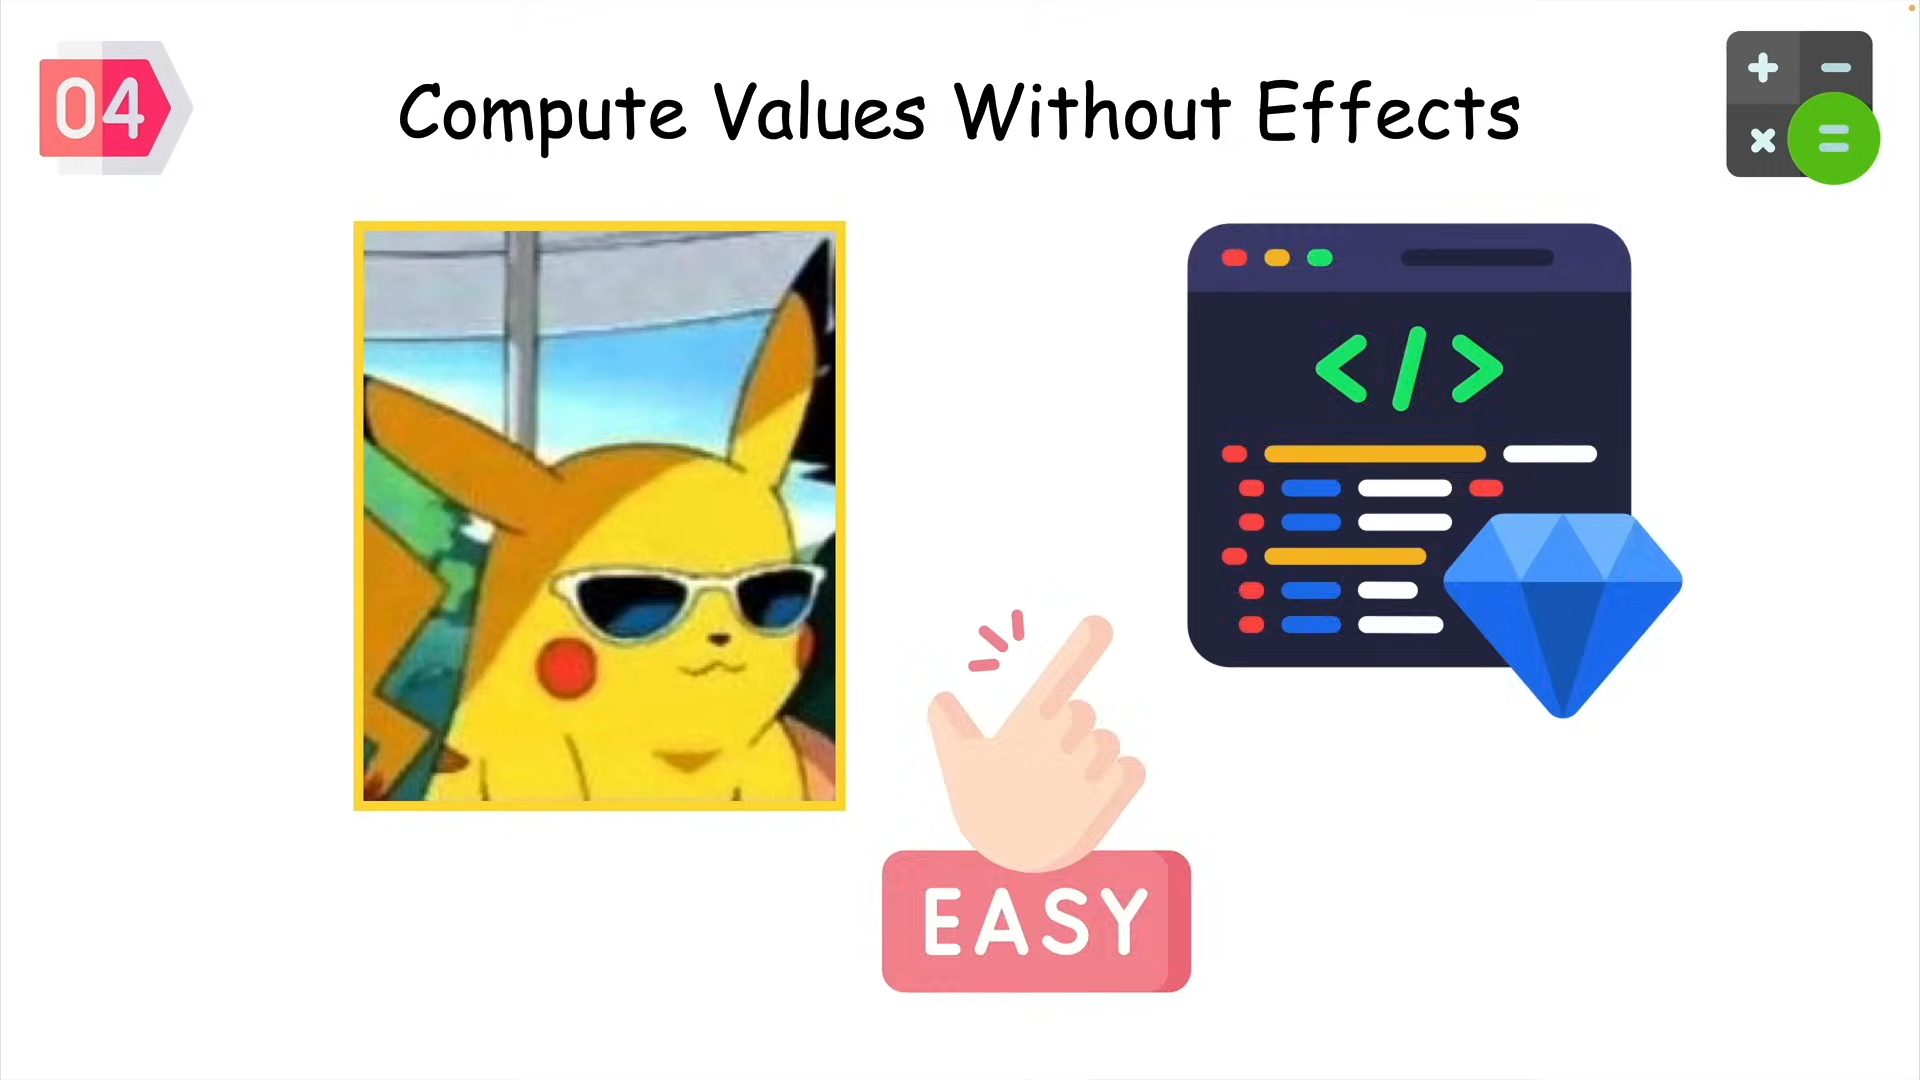 04
Compute Values Without Effects
+ -
× =
</>
EASY